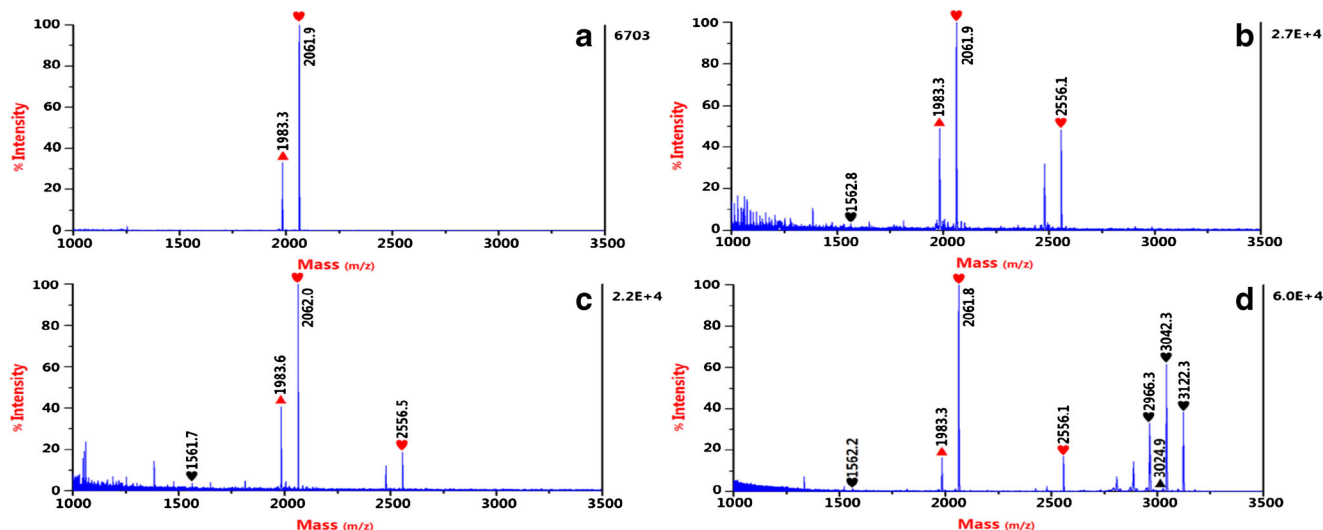 a
6703
100
80
60
40
20
0
% Intensity
1983.3
2061.9
1000 1500 2000 2500 3000 3500
Mass (m/z)
b
2.7E+4
100
80
60
40
20
0
% Intensity
1562.8
1983.3
2061.9
2556.1
1000 1500 2000 2500 3000 3500
Mass (m/z)
c
2.2E+4
100
80
60
40
20
0
% Intensity
1561.7
1983.6
2062.0
2556.5
1000 1500 2000 2500 3000 3500
Mass (m/z)
d
6.0E+4
100
80
60
40
20
0
% Intensity
1562.2
1983.3
2061.8
2556.1
2966.3
3024.9
3042.3
3122.3
1000 1500 2000 2500 3000 3500
Mass (m/z)